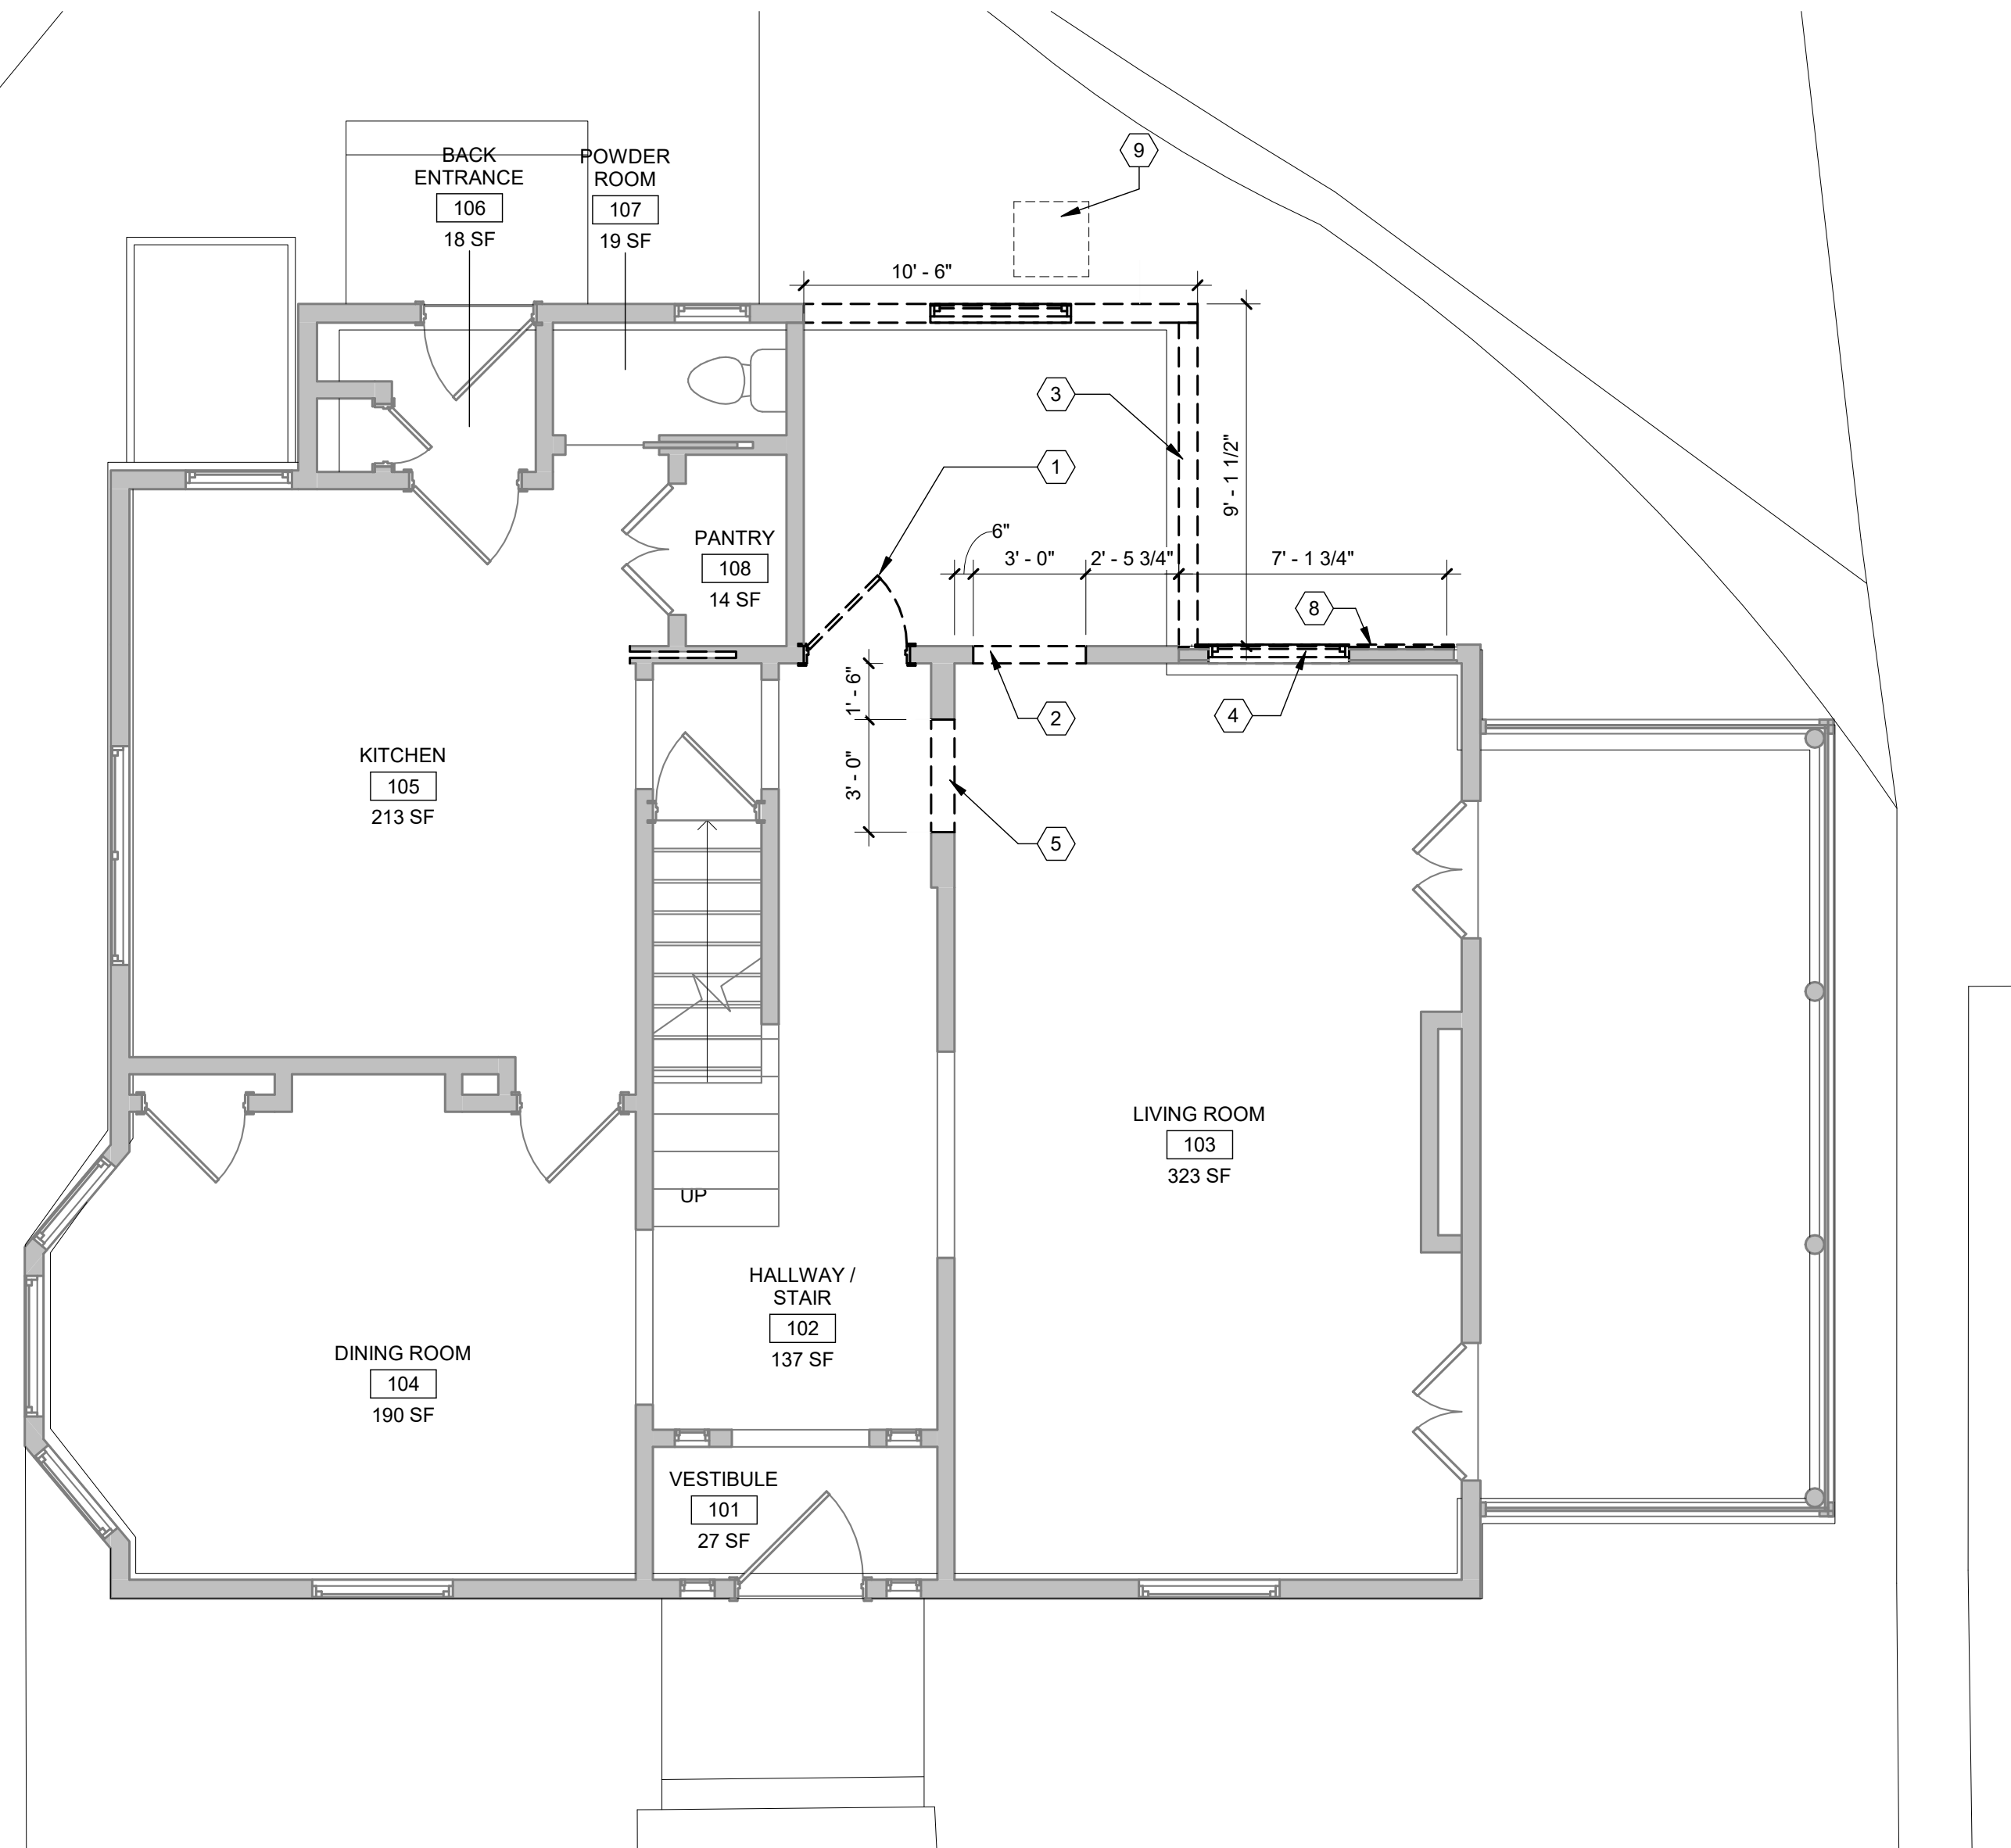 BACK
ENTRANCE
106
18 SF
POWDER
ROOM
107
19 SF
9
10' - 6"
3
9' - 1 1/2"
1
6"
3' - 0"
2' - 5 3/4"
7' - 1 3/4"
PANTRY
108
14 SF
8
1' - 6"
2
4
3' - 0"
5
KITCHEN
105
213 SF
LIVING ROOM
103
323 SF
UP
HALLWAY /
STAIR
102
137 SF
DINING ROOM
104
190 SF
VESTIBULE
101
27 SF